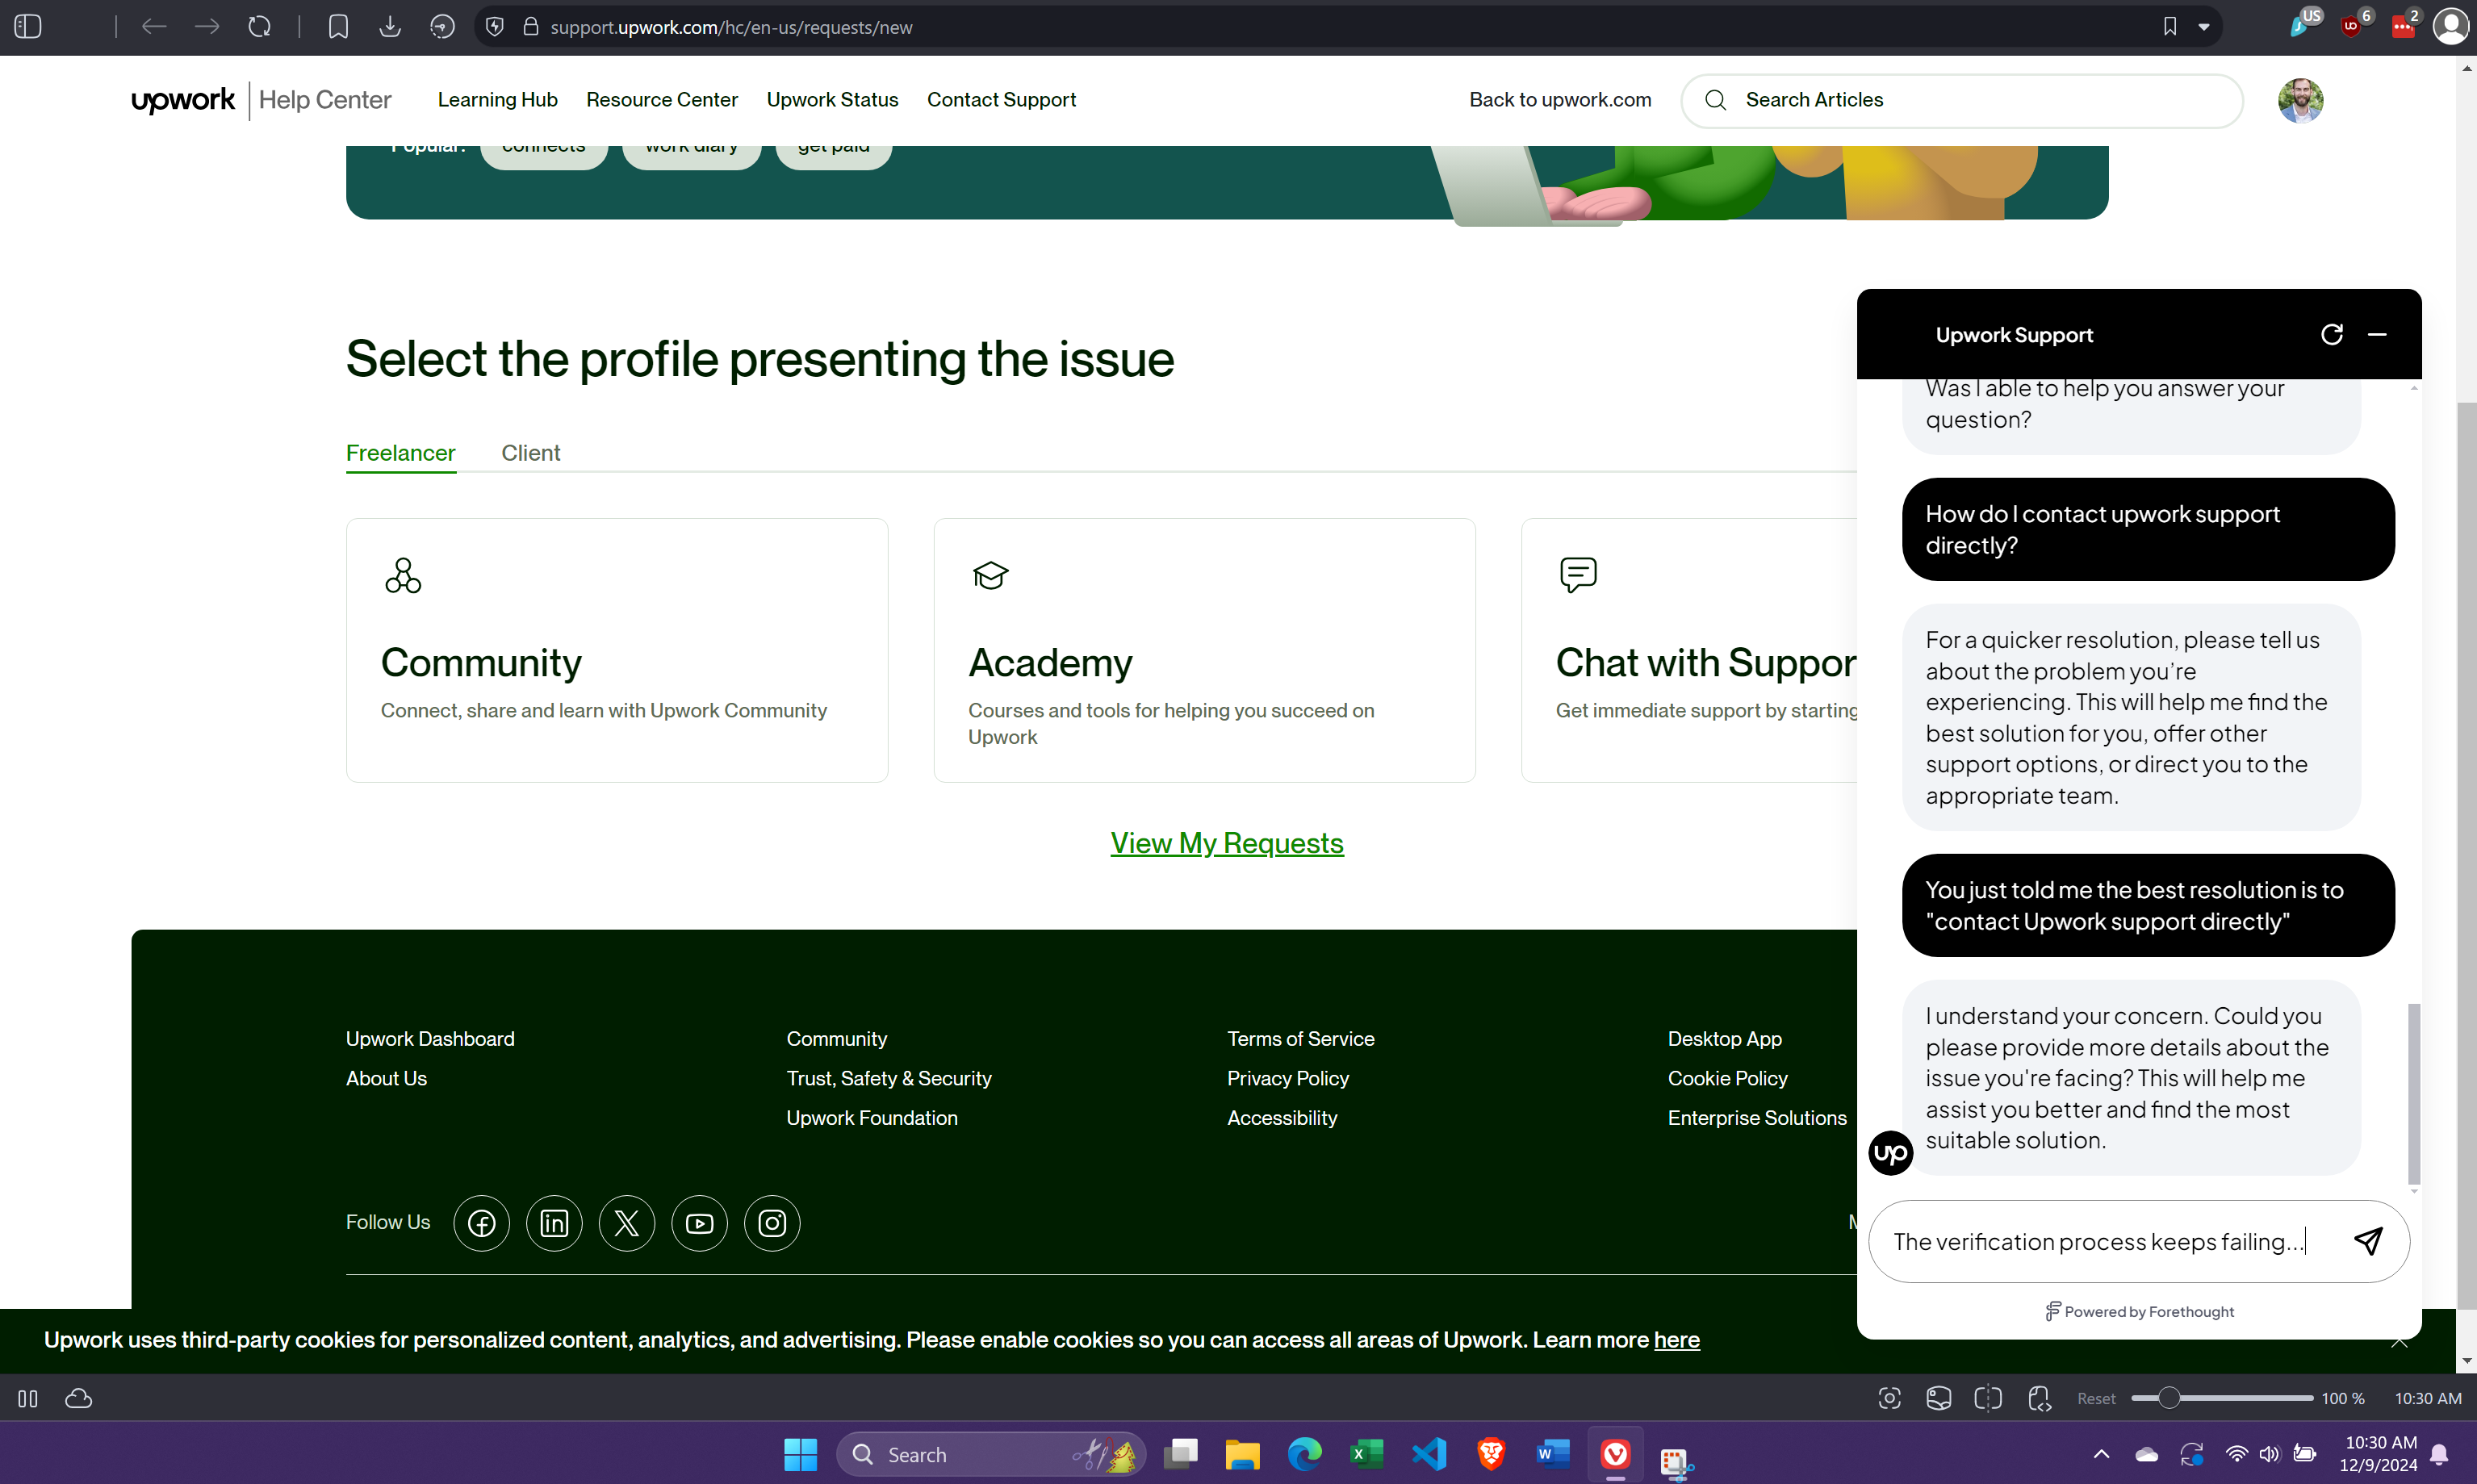 US
6
2
support.upwork.com/hc/en-us/requests/new
upwork
Help Center
Learning Hub
Resource Center
Upwork Status
Contact Support
Back to upwork.com
Search Articles
Popular:
connects
work diary
get paid
Select the profile presenting the issue
Freelancer
Client
Community
Connect, share and learn with Upwork Community
Academy
Courses and tools for helping you succeed on
Upwork
Chat with Suppor
Get immediate support by starting
View My Requests
Upwork Dashboard
About Us
Community
Trust, Safety & Security
Upwork Foundation
Terms of Service
Privacy Policy
Accessibility
Desktop App
Cookie Policy
Enterprise Solutions
Follow Us
Upwork Support
Was I able to help you answer your
question?
How do I contact upwork support
directly?
For a quicker resolution, please tell us
about the problem you’re
experiencing. This will help me find the
best solution for you, offer other
support options, or direct you to the
appropriate team.
You just told me the best resolution is to
"contact Upwork support directly"
I understand your concern. Could you
please provide more details about the
issue you're facing? This will help me
assist you better and find the most
suitable solution.
up
The verification process keeps failing...
Powered by Forethought
Upwork uses third-party cookies for personalized content, analytics, and advertising. Please enable cookies so you can access all areas of Upwork. Learn more here
Reset
100 %
10:30 AM
Search
10:30 AM
12/9/2024